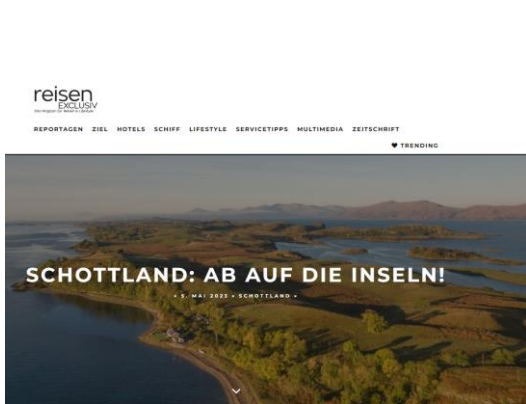 reisen
EXCLUSIV
REPORTAGEN ZIEL HOTELS SCHIFF LIFESTYLE SERVICETIPPS MULTIMEDIA ZEITSCHRIFT
TRENDING
SCHOTTLAND: AB AUF DIE INSELN!
• 5. MAI 2023 • SCHOTTLAND •